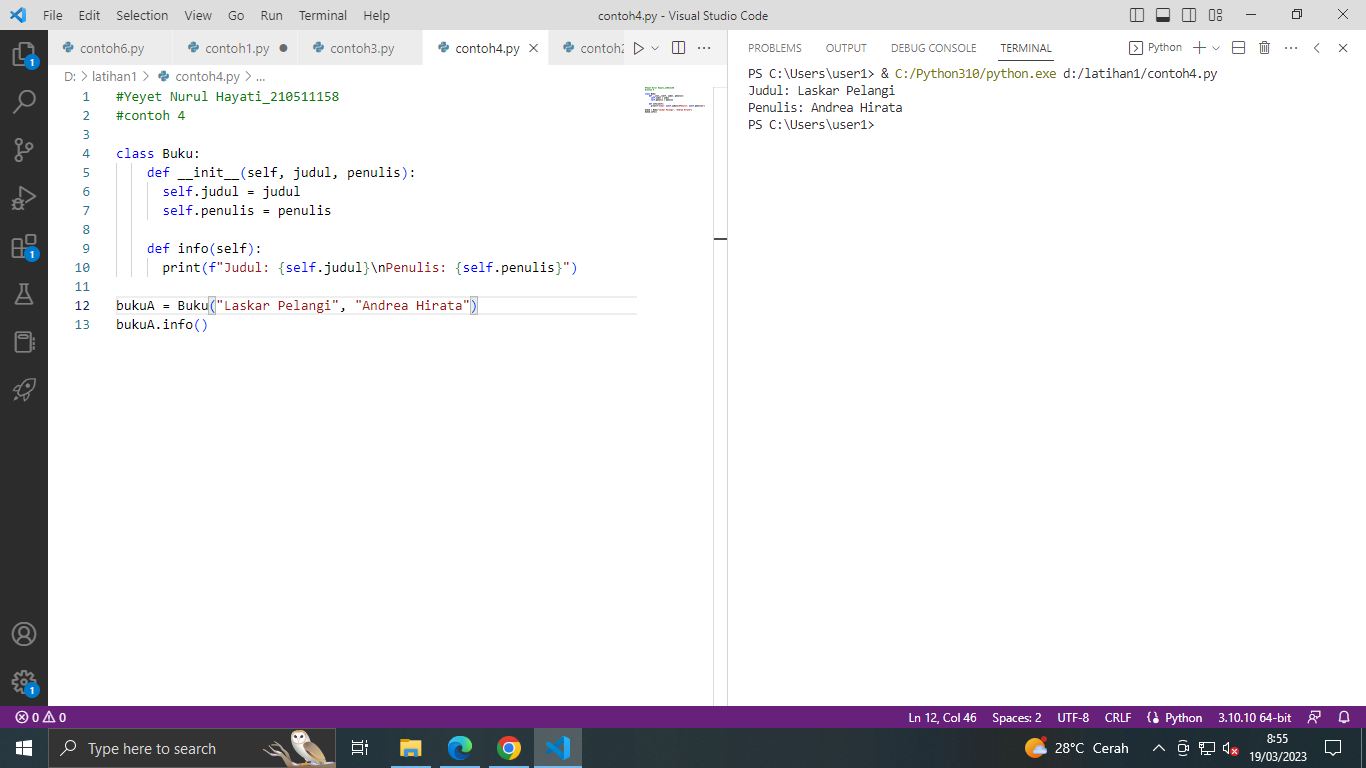 File Edit Selection View Go Run Terminal Help contoh4.py - Visual Studio Code
contoh6.py contoh1.py contoh3.py contoh4.py contoh2
D: > latihan1 > contoh4.py > ...
1 #Yeyet Nurul Hayati_210511158
2 #contoh 4
3
4 class Buku:
5 def __init__(self, judul, penulis):
6 self.judul = judul
7 self.penulis = penulis
8
9 def info(self):
10 print(f"Judul: {self.judul}\nPenulis: {self.penulis}")
11
12 bukuA = Buku("Laskar Pelangi", "Andrea Hirata")
13 bukuA.info()
PROBLEMS OUTPUT DEBUG CONSOLE TERMINAL Python
PS C:\Users\user1> & C:/Python310/python.exe d:/latihan1/contoh4.py
Judul: Laskar Pelangi
Penulis: Andrea Hirata
PS C:\Users\user1>
1
1
1
0 0 Ln 12, Col 46 Spaces: 2 UTF-8 CRLF Python 3.10.10 64-bit
Type here to search 28°C Cerah 8:55
19/03/2023